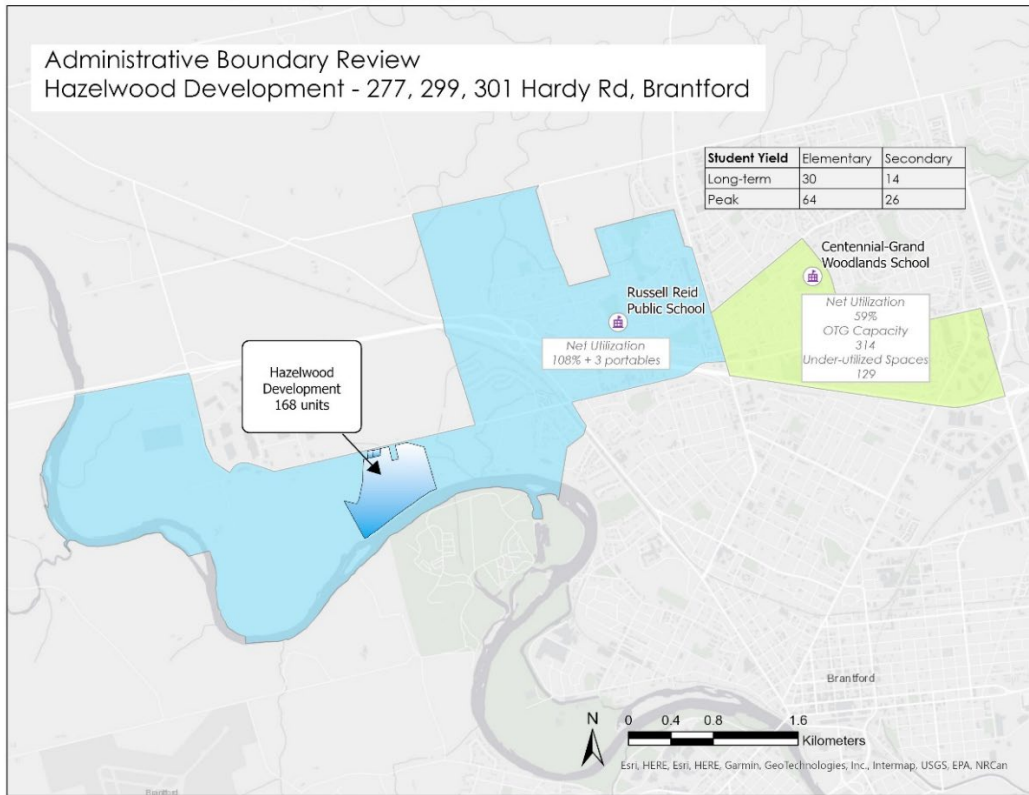 Administrative Boundary Review
Hazelwood Development - 277, 299, 301 Hardy Rd, Brantford
Student Yield Elementary Secondary
Long-term 30 14
Peak 64 26
Centennial-Grand
Woodlands School
Net Utilization
59%
OTG Capacity
314
Under-utilized Spaces
129
Russell Reid
Public School
Net Utilization
108% + 3 portables
Hazelwood
Development
168 units
Brantford
N
0 0.4 0.8 1.6
Kilometers
Esri, HERE, Esri, HERE, Garmin, GeoTechnologies, Inc., Intermap, USGS, EPA, NRCan
Brantford